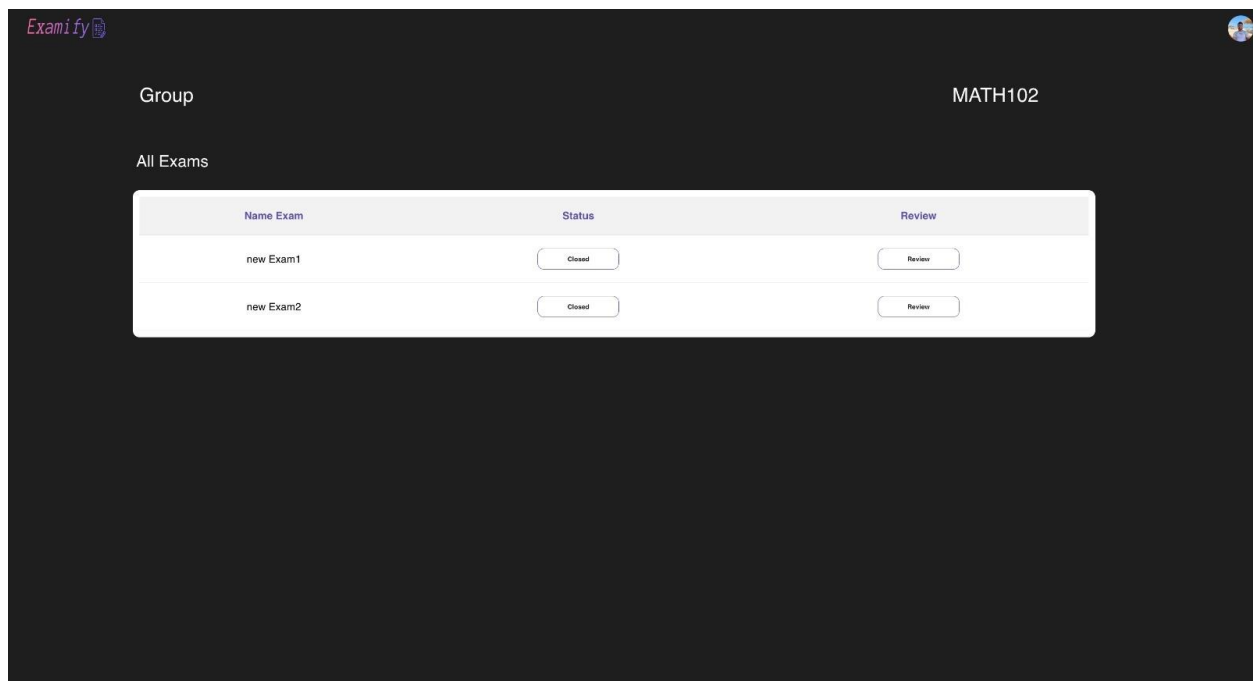 Examify
Group MATH102
All Exams
Name Exam Status Review
new Exam1 Closed Review
new Exam2 Closed Review